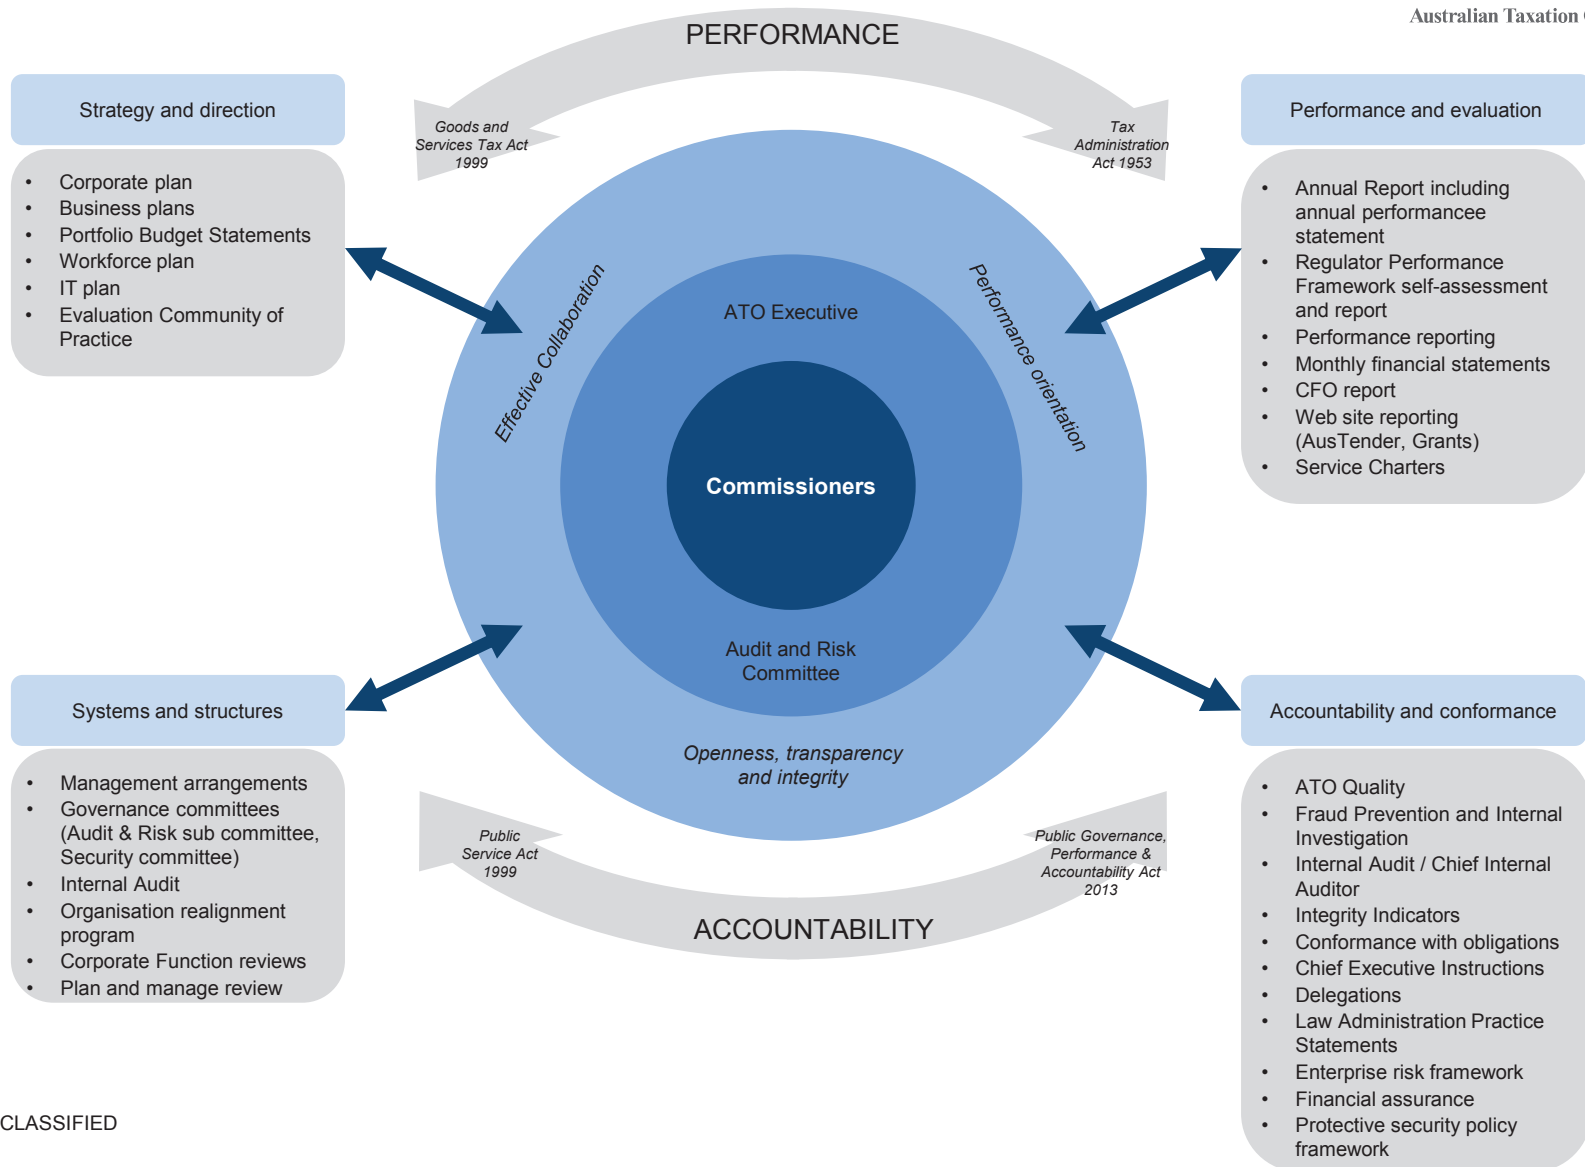 Australian Taxation
PERFORMANCE
Strategy and direction
• Corporate plan
• Business plans
• Portfolio Budget Statements
• Workforce plan
• IT plan
• Evaluation Community of
Practice
Goods and
Services Tax Act
1999
Tax
Administration
Act 1953
Performance and evaluation
• Annual Report including
annual performancee
statement
• Regulator Performance
Framework self-assessment
and report
• Performance reporting
• Monthly financial statements
• CFO report
• Web site reporting
(AusTender, Grants)
• Service Charters
Effective Collaboration
ATO Executive
Performance orientation
Commissioners
Audit and Risk
Committee
Openness, transparency
and integrity
Systems and structures
• Management arrangements
• Governance committees
(Audit & Risk sub committee,
Security committee)
• Internal Audit
• Organisation realignment
program
• Corporate Function reviews
• Plan and manage review
Public
Service Act
1999
Public Governance,
Performance &
Accountability Act
2013
ACCOUNTABILITY
Accountability and conformance
• ATO Quality
• Fraud Prevention and Internal
Investigation
• Internal Audit / Chief Internal
Auditor
• Integrity Indicators
• Conformance with obligations
• Chief Executive Instructions
• Delegations
• Law Administration Practice
Statements
• Enterprise risk framework
• Financial assurance
• Protective security policy
framework
CLASSIFIED